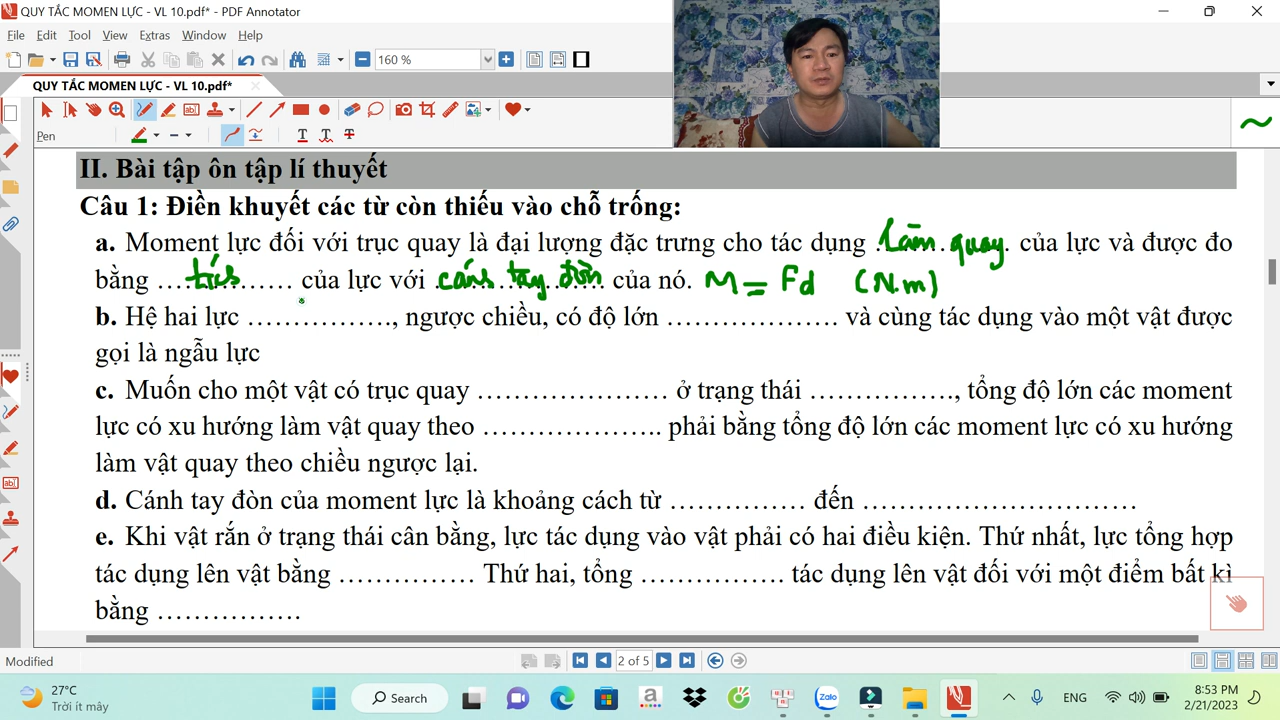 QUY TẮC MOMEN LỰC - VL 10.pdf* - PDF Annotator
File Edit Tool View Extras Window Help
160 %
QUY TẮC MOMEN LỰC - VL 10.pdf*
Pen
II. Bài tập ôn tập lí thuyết
Câu 1: Điền khuyết các từ còn thiếu vào chỗ trống:
a. Moment lực đối với trục quay là đại lượng đặc trưng cho tác dụng làm quay của lực và được đo
bằng …tích…… của lực với cánh tay đòn của nó. M = Fd (N.m)
b. Hệ hai lực ……………., ngược chiều, có độ lớn ………………. và cùng tác dụng vào một vật được
gọi là ngẫu lực
c. Muốn cho một vật có trục quay ………………… ở trạng thái ……………., tổng độ lớn các moment
lực có xu hướng làm vật quay theo ………………. phải bằng tổng độ lớn các moment lực có xu hướng
làm vật quay theo chiều ngược lại.
d. Cánh tay đòn của moment lực là khoảng cách từ …………… đến …………………………
e. Khi vật rắn ở trạng thái cân bằng, lực tác dụng vào vật phải có hai điều kiện. Thứ nhất, lực tổng hợp
tác dụng lên vật bằng …………… Thứ hai, tổng ……………. tác dụng lên vật đối với một điểm bất kì
bằng ……………
2 of 5
Modified
27°C
Trời ít mây
Search
Zalo
ENG
8:53 PM
2/21/2023